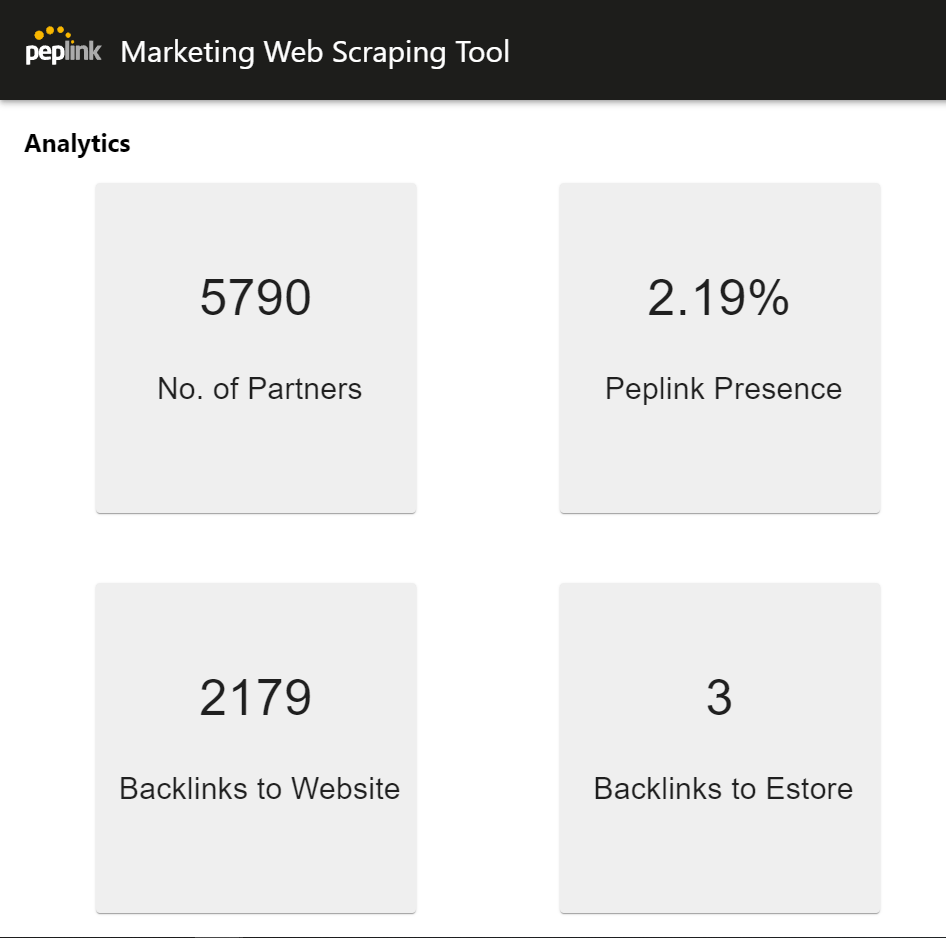 peplink Marketing Web Scraping Tool
Analytics
5790
No. of Partners
2.19%
Peplink Presence
2179
Backlinks to Website
3
Backlinks to Estore